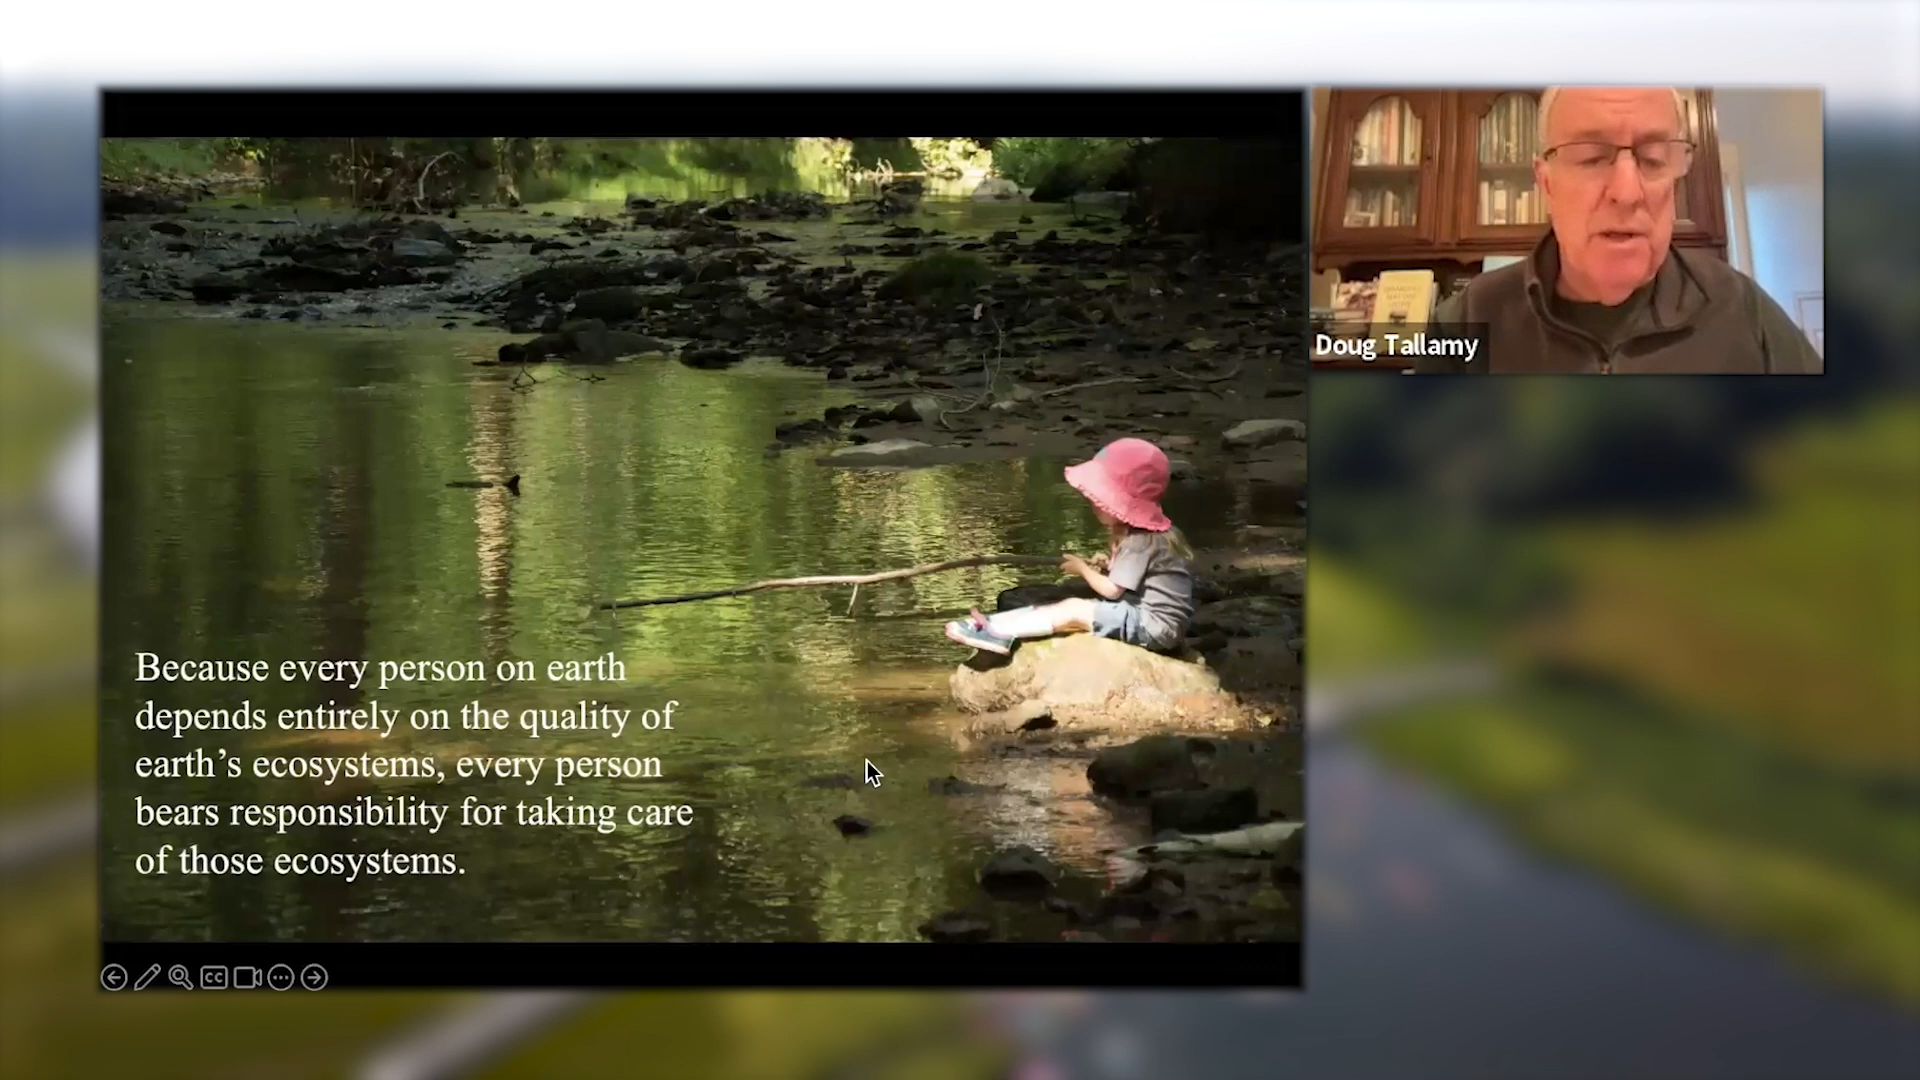 Because every person on earth
depends entirely on the quality of
earth’s ecosystems, every person
bears responsibility for taking care
of those ecosystems.
Doug Tallamy
CC